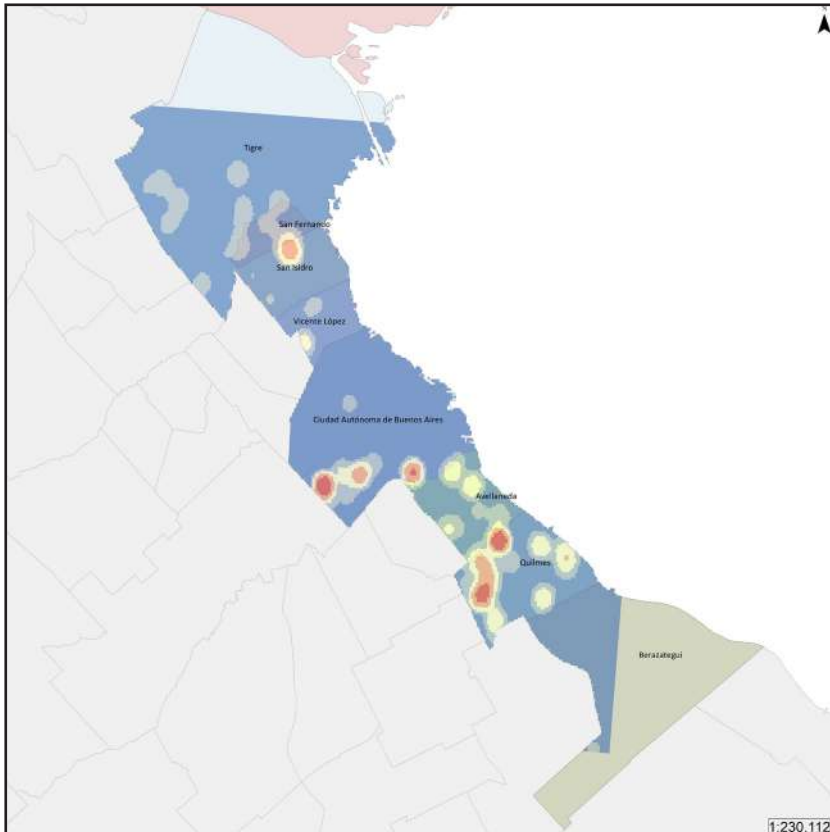 Tigre
San Fernando
San Isidro
Vicente López
Ciudad Autónoma de Buenos Aires
Avellaneda
Quilmes
Berazategui
1:230.112